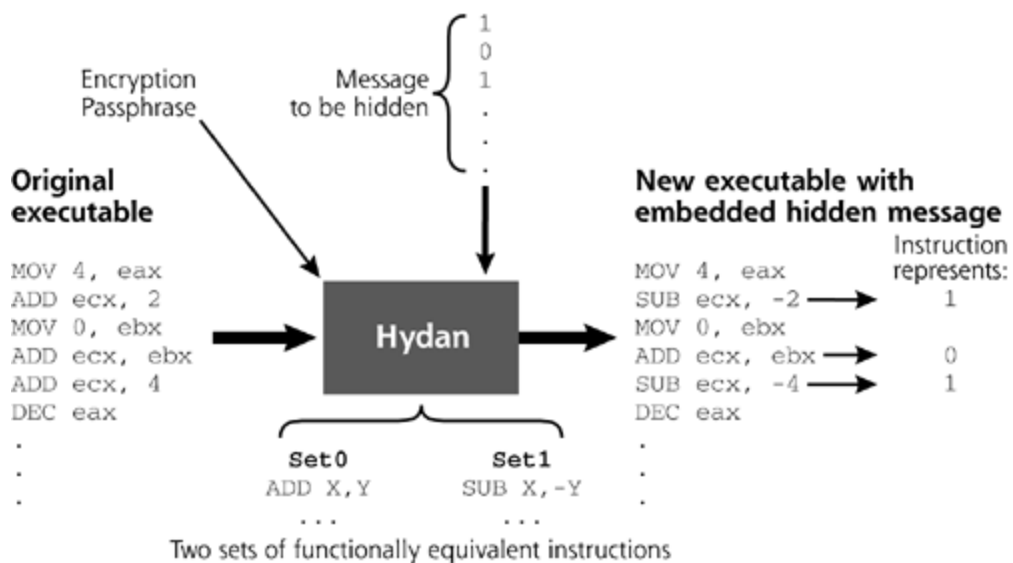 1
0
1
.
.
.
Encryption
Passphrase
Message
to be hidden
Original
executable
MOV 4, eax
ADD ecx, 2
MOV 0, ebx
ADD ecx, ebx
ADD ecx, 4
DEC eax
.
.
.
Hydan
Set0
ADD X,Y
...
Set1
SUB X,-Y
...
Two sets of functionally equivalent instructions
New executable with
embedded hidden message
Instruction
represents:
MOV 4, eax
SUB ecx, -2 1
MOV 0, ebx
ADD ecx, ebx 0
SUB ecx, -4 1
DEC eax
.
.
.